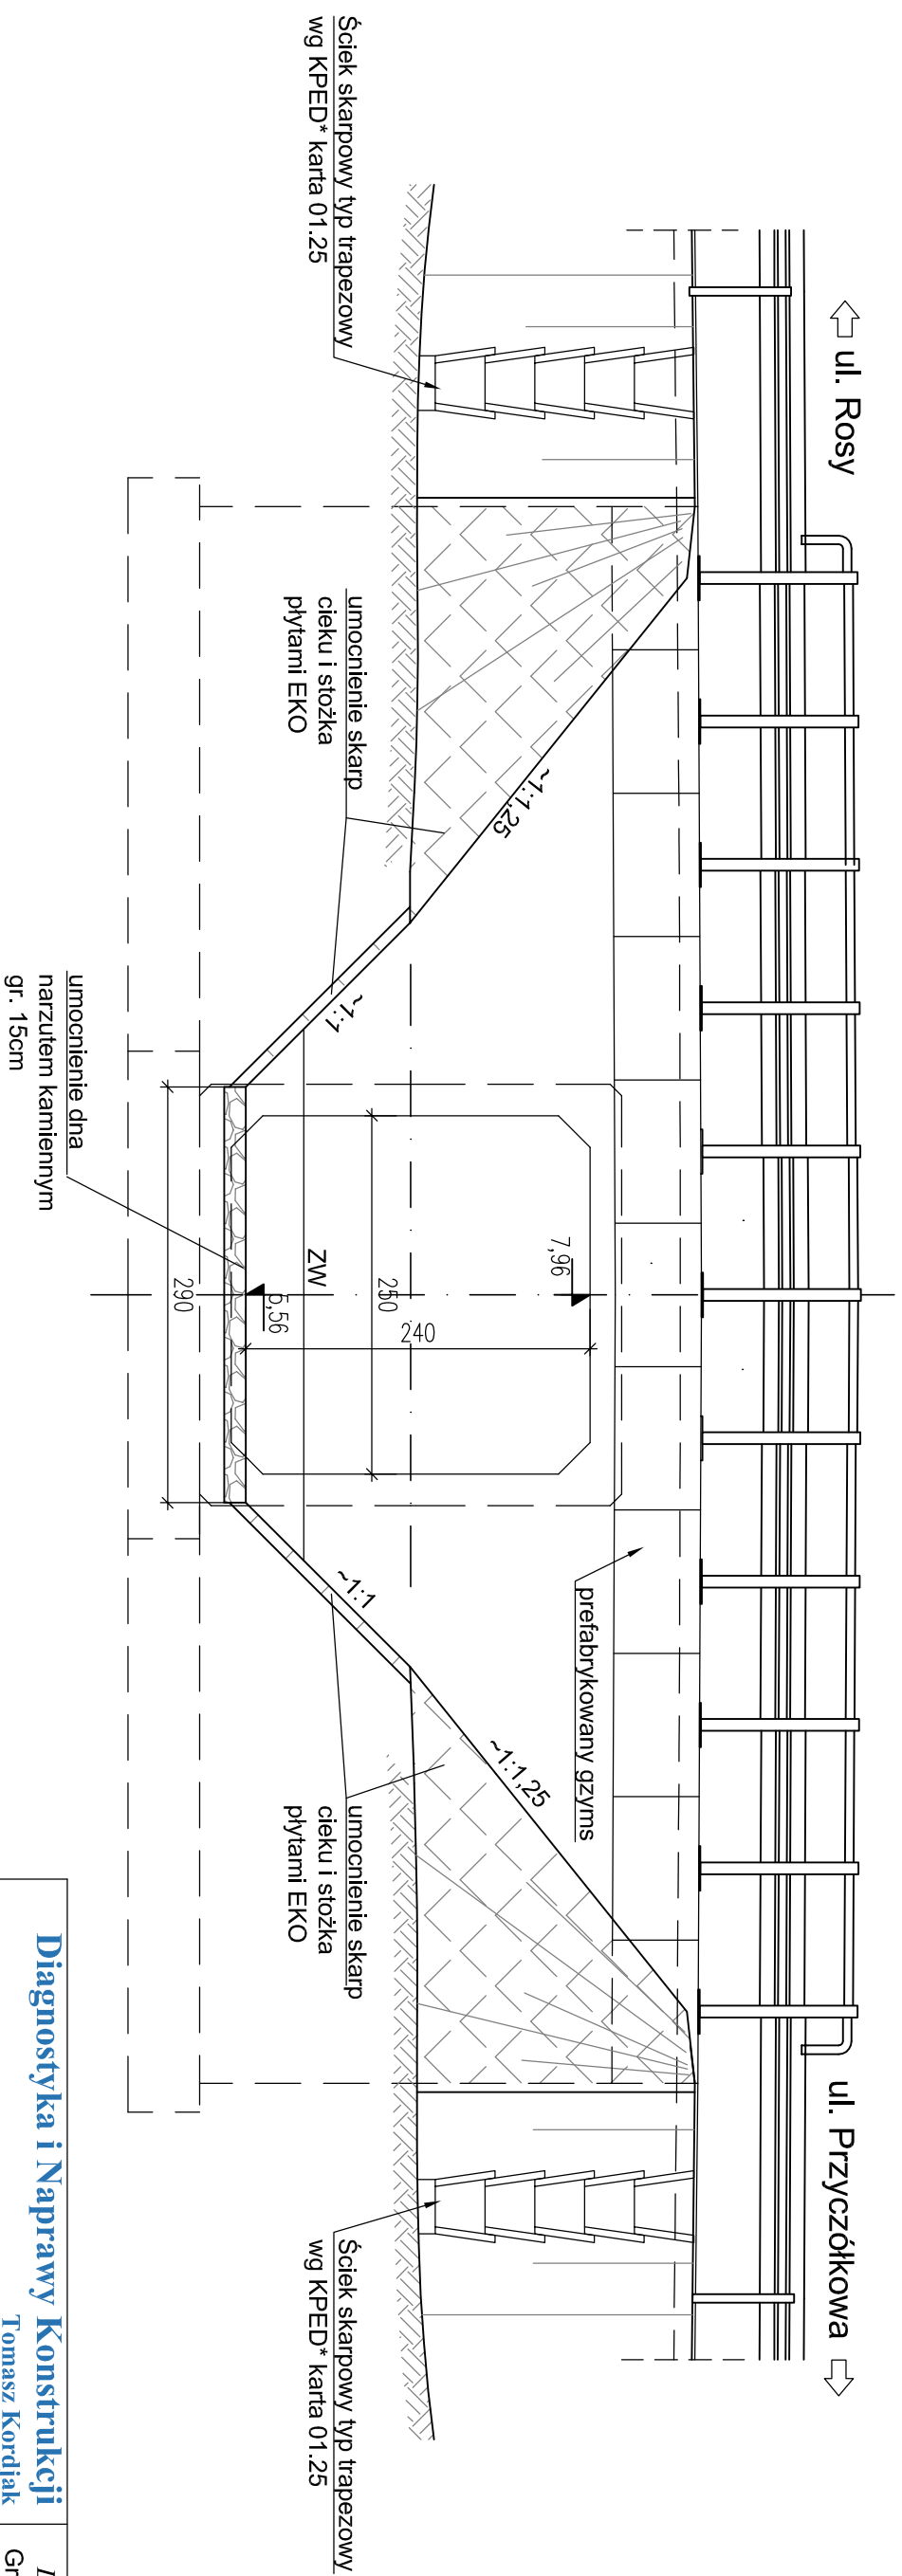 ul. Rosy
ul. Przyczółkowa
Ściek skarpowy typ trapezowy
wg KPED* karta 01.25
umocnienie skarp
cieku i stożka
płytami EKO
~1:1,25
~1:1
umocnienie dna
narzutem kamiennym
gr. 15cm
7,96
ZW
250
240
5,56
290
prefabrykowany gzyms
~1:1
~1:1,25
umocnienie skarp
cieku i stożka
płytami EKO
Ściek skarpowy typ trapezowy
wg KPED* karta 01.25
Diagnostyka i Naprawy Konstrukcji
Tomasz Kordjak